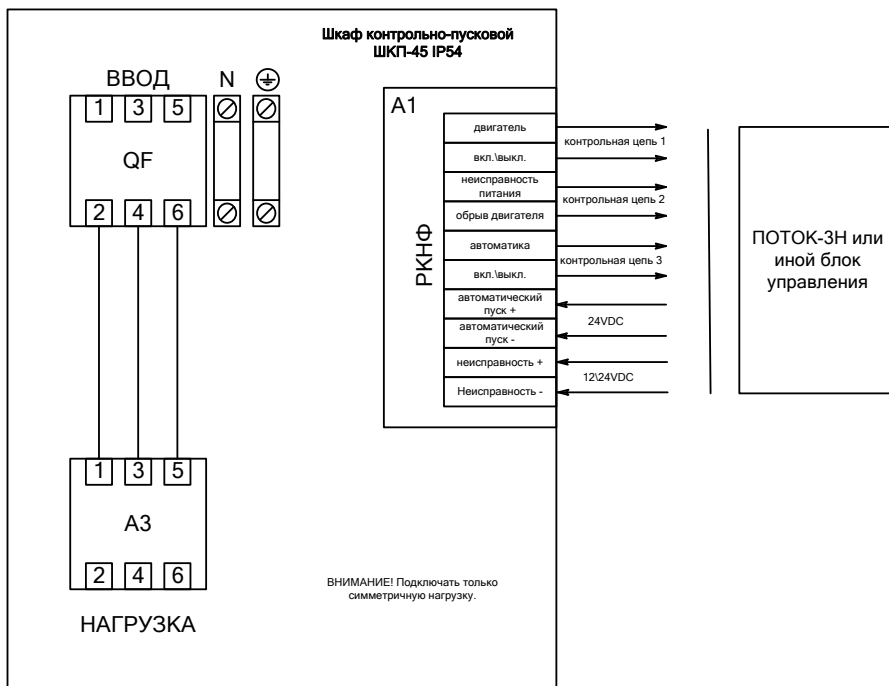 Шкаф контрольно-пусковой
ШКП-45 IP54
ВВОД N
1 3 5
QF
2 4 6
1 3 5
А3
2 4 6
НАГРУЗКА
А1
РКНФ
двигатель
вкл.\выкл.
неисправность
питания
обрыв двигателя
автоматика
вкл.\выкл.
автоматический
пуск +
автоматический
пуск -
неисправность +
Неисправность -
контрольная цепь 1
контрольная цепь 2
контрольная цепь 3
24VDC
12\24VDC
ПОТОК-3Н или
иной блок
управления
ВНИМАНИЕ! Подключать только
симметричную нагрузку.